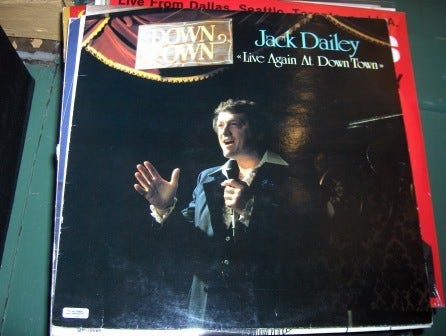 Live From Dallas, Seattle,
DOWN
TOWN
Jack Dailey
«Live Again At Down Town»